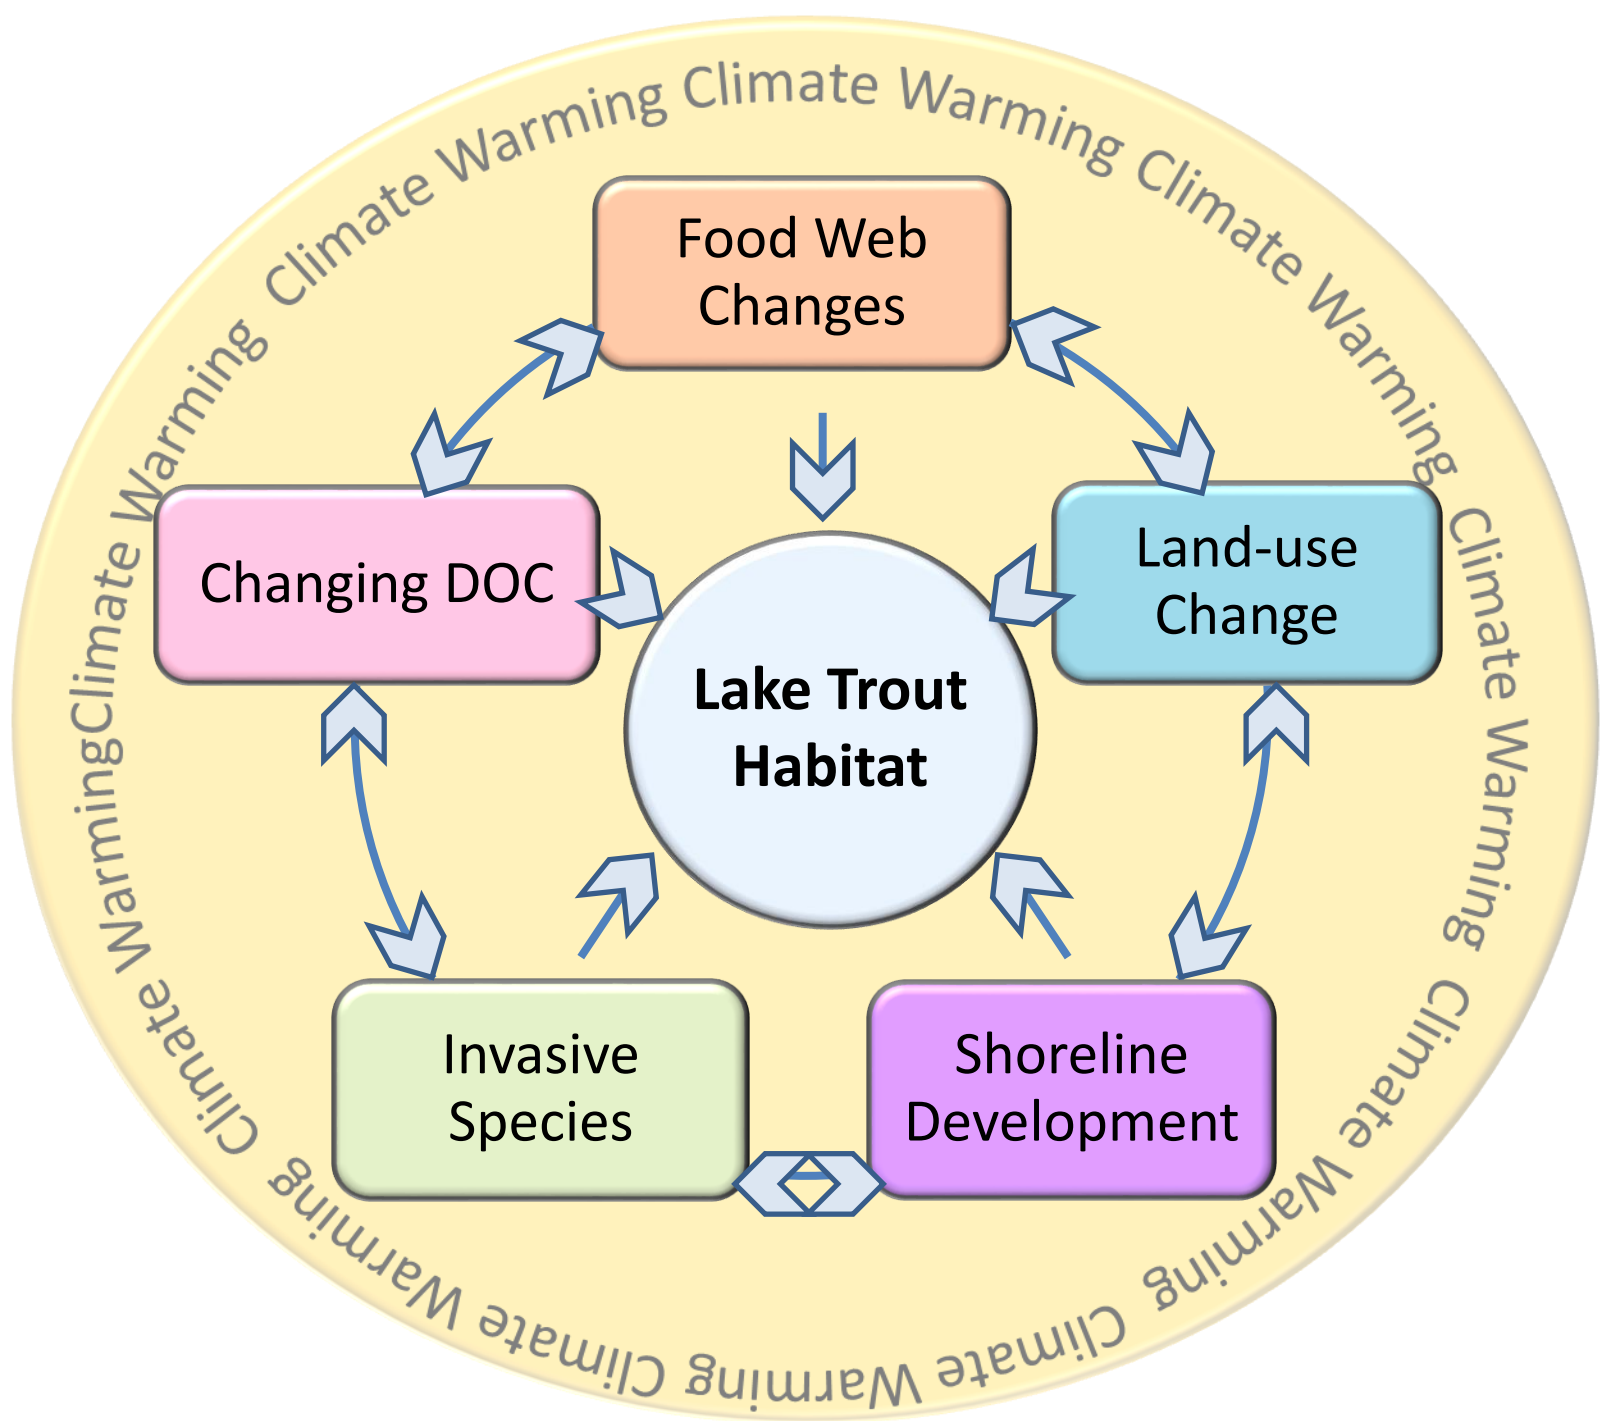 Climate Warming Climate Warming Climate Warming Climate Warming Climate Warming Climate Warming Climate Warming Climate WarmingClimate Warming
Food Web
Changes
Changing DOC
Land-use
Change
Lake Trout
Habitat
Invasive
Species
Shoreline
Development